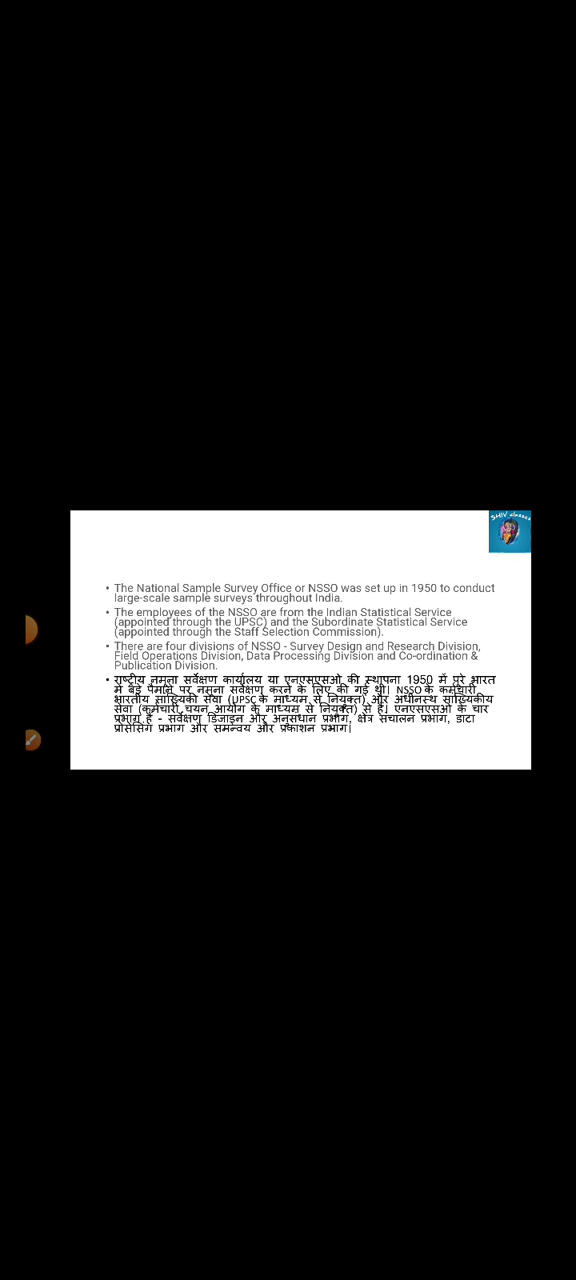 SHIV classes
• The National Sample Survey Office or NSSO was set up in 1950 to conduct
large-scale sample surveys throughout India.
• The employees of the NSSO are from the Indian Statistical Service
(appointed through the UPSC) and the Subordinate Statistical Service
(appointed through the Staff Selection Commission).
• There are four divisions of NSSO - Survey Design and Research Division,
Field Operations Division, Data Processing Division and Co-ordination &
Publication Division.
• राष्ट्रीय नमूना सर्वेक्षण कार्यालय या एनएसएसओ की स्थापना 1950 में पूरे भारत
में बड़े पैमाने पर नमूना सर्वेक्षण करने के लिए की गई थी। NSSO के कर्मचारी
भारतीय सांख्यिकी सेवा (UPSC के माध्यम से नियुक्त) और अधीनस्थ सांख्यिकीय
सेवा (कर्मचारी चयन आयोग के माध्यम से नियुक्त) से हैं। एनएसएसओ के चार
प्रभाग हैं - सर्वेक्षण डिजाइन और अनुसंधान प्रभाग, क्षेत्र संचालन प्रभाग, डाटा
प्रोसेसिंग प्रभाग और समन्वय और प्रकाशन प्रभाग।